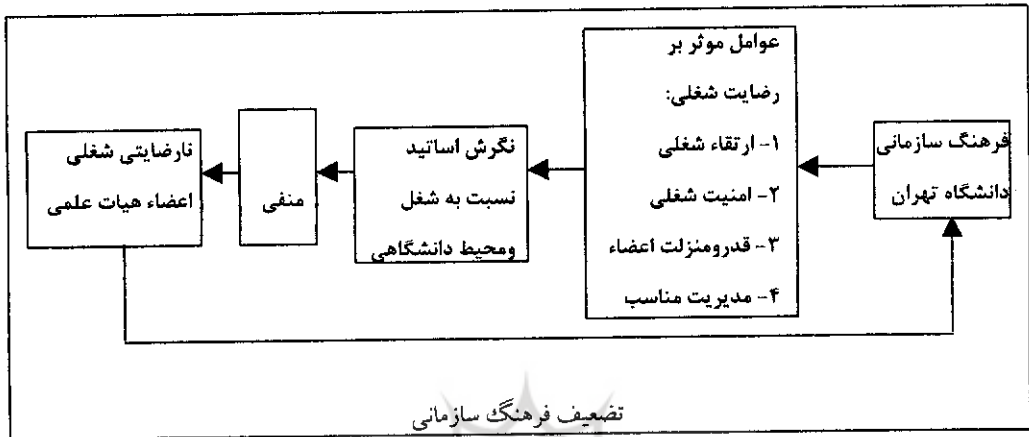 فرهنگ سازمانی
دانشگاه تهران
عوامل موثر بر
رضایت شغلی:
۱- ارتقاء شغلی
۲- امنیت شغلی
۳- قدرومنزلت اعضاء
۴- مدیریت مناسب
نگرش اساتید
نسبت به شغل
ومحیط دانشگاهی
منفی
نارضایتی شغلی
اعضاء هیات علمی
تضعیف فرهنگ سازمانی